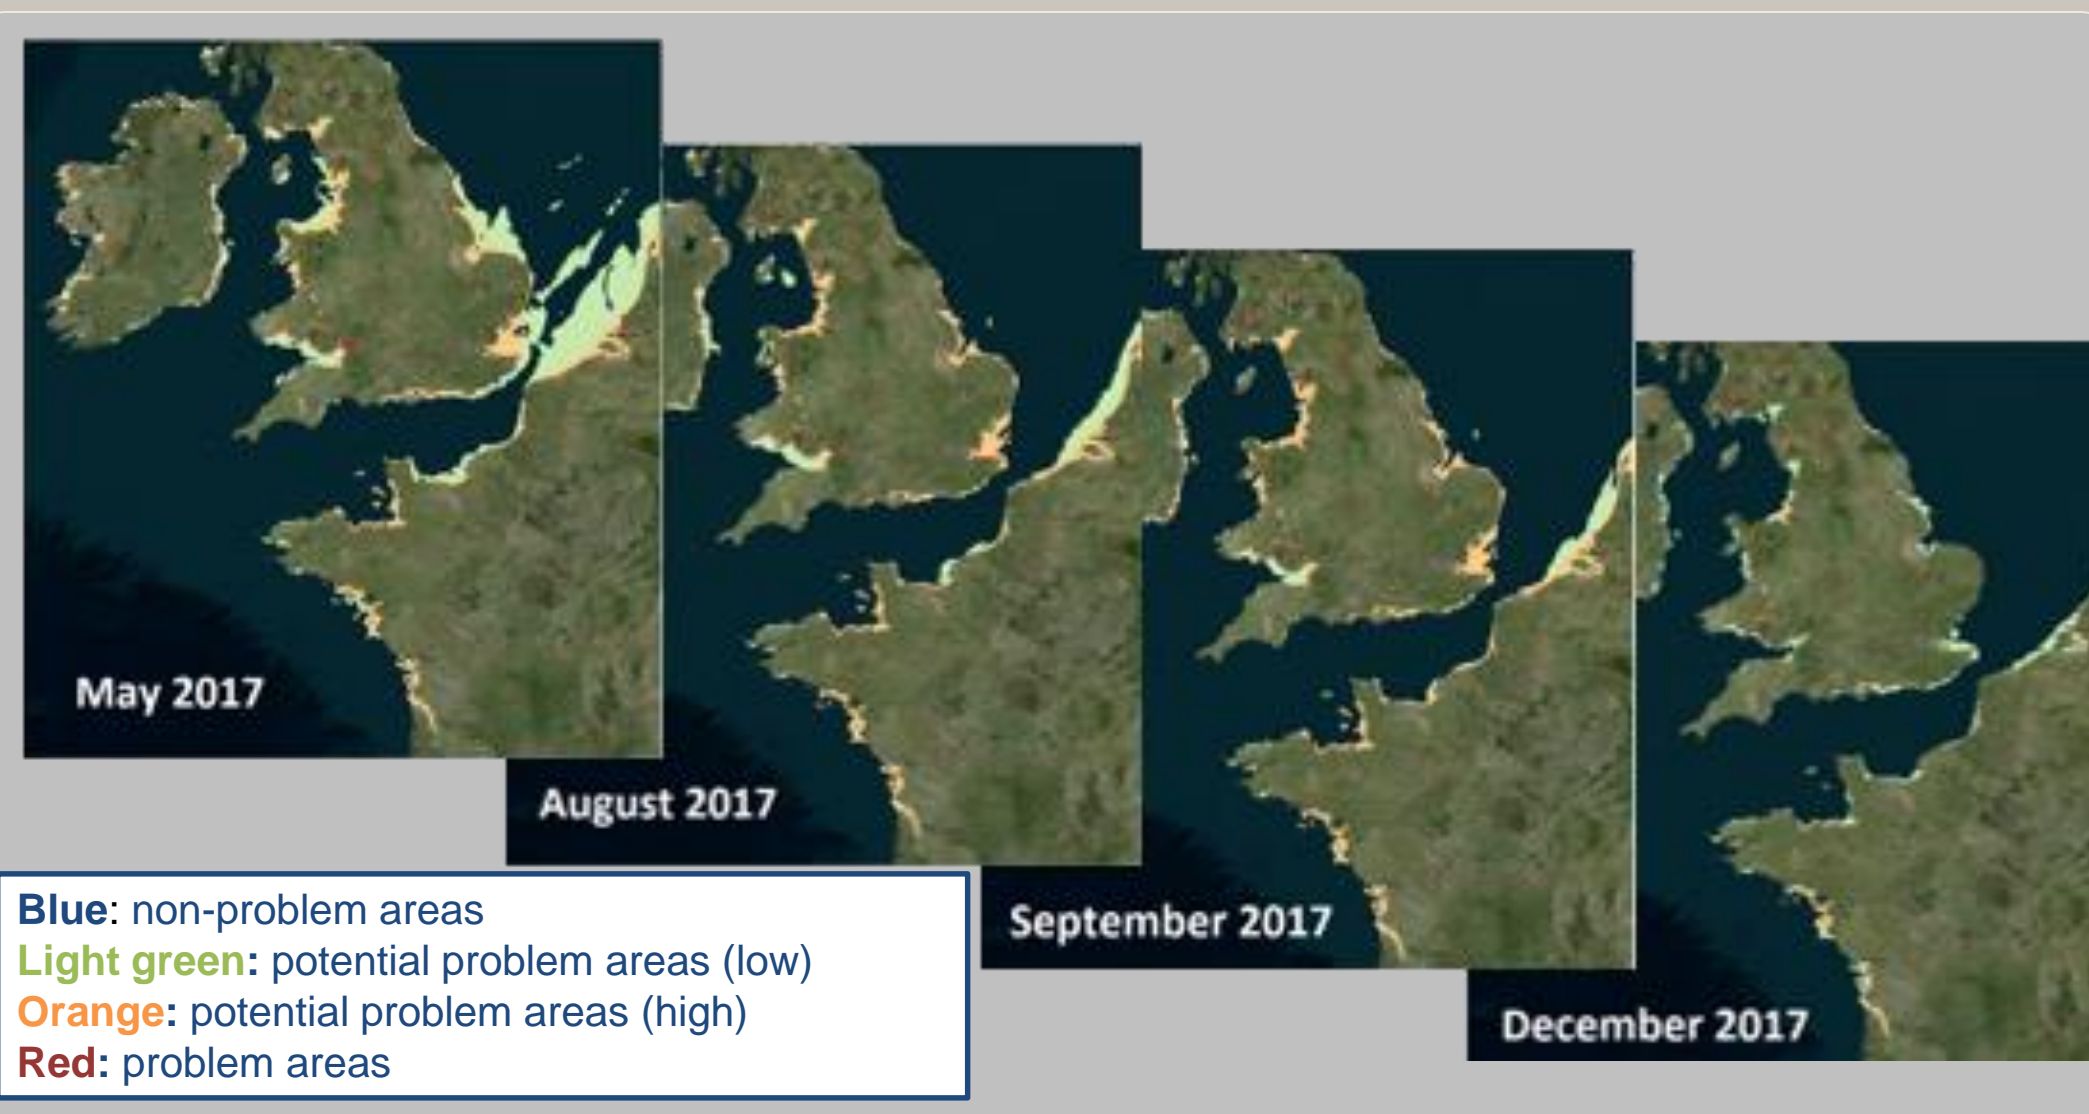 May 2017
August 2017
September 2017
December 2017
Blue: non-problem areas
Light green: potential problem areas (low)
Orange: potential problem areas (high)
Red: problem areas